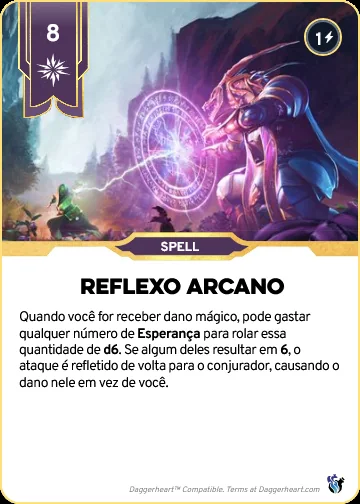 8
1
SPELL
REFLEXO ARCANO
Quando você for receber dano mágico, pode gastar
qualquer número de Esperança para rolar essa
quantidade de d6. Se algum deles resultar em 6, o
ataque é refletido de volta para o conjurador, causando o
dano nele em vez de você.
Daggerheart™ Compatible. Terms at Daggerheart.com